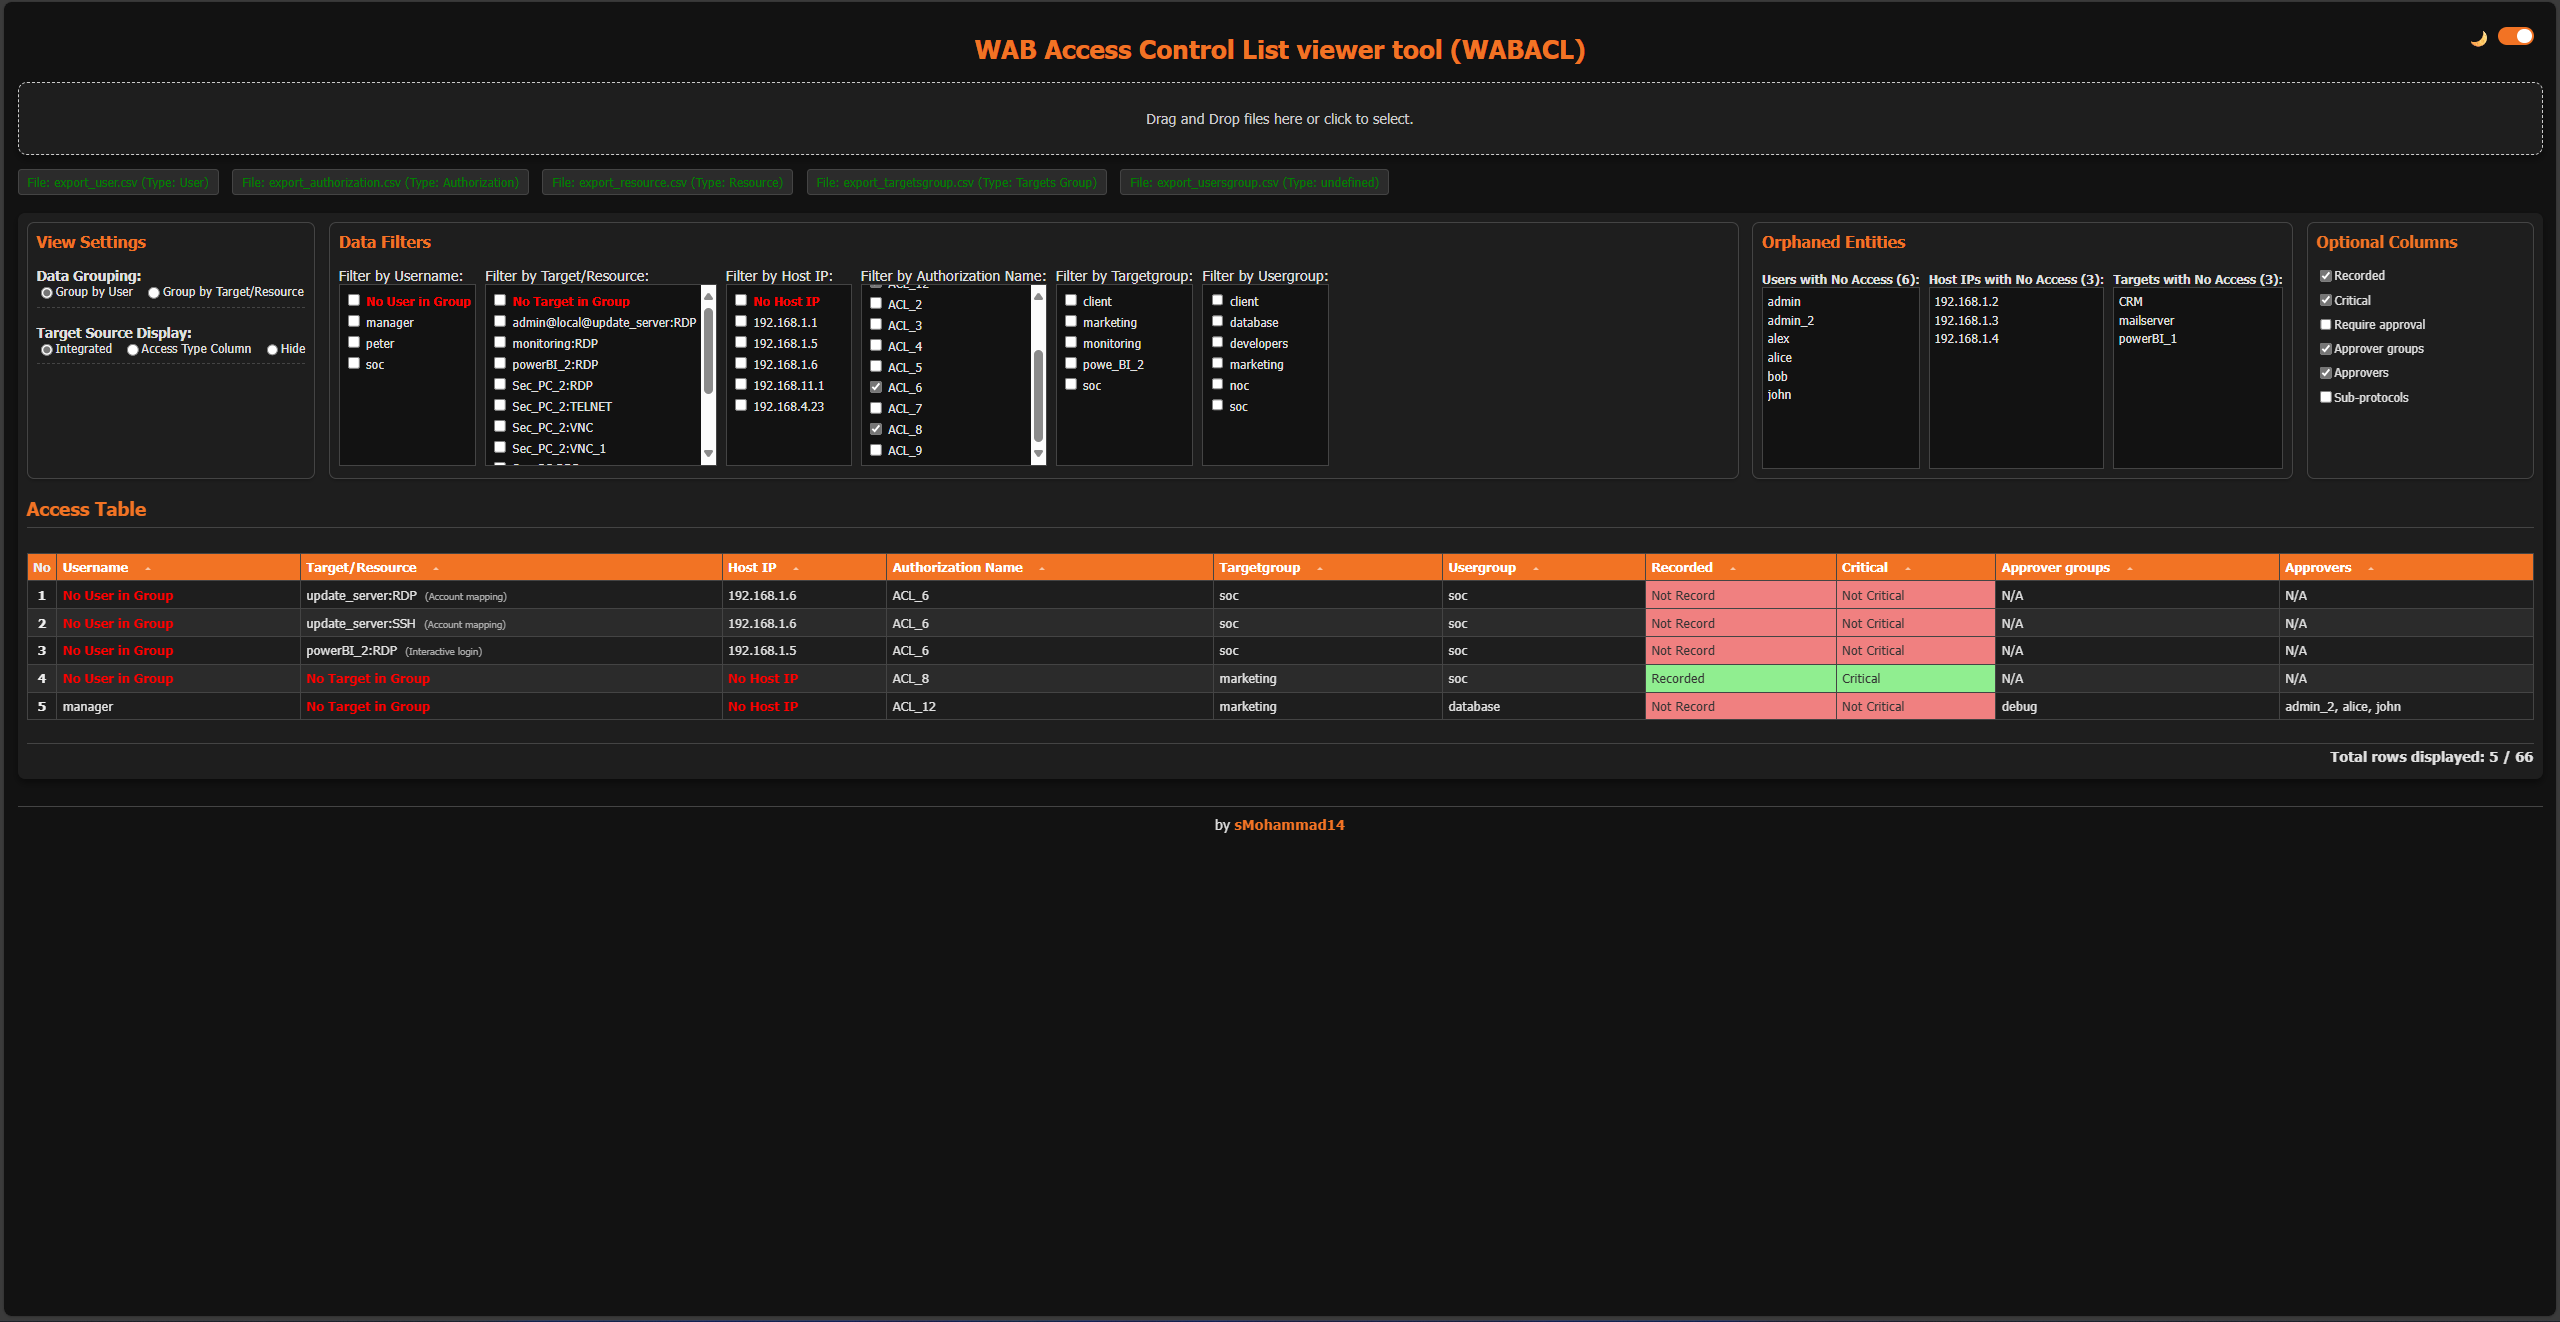 WAB Access Control List viewer tool (WABACL)
Drag and Drop files here or click to select.
File: export_user.csv (Type: User)
File: export_authorization.csv (Type: Authorization)
File: export_resource.csv (Type: Resource)
File: export_targetsgroup.csv (Type: Targets Group)
File: export_usersgroup.csv (Type: undefined)
View Settings
Data Grouping:
Group by User Group by Target/Resource
Target Source Display:
Integrated Access Type Column Hide
Data Filters
Filter by Username:
No User in Group
manager
peter
soc
Filter by Target/Resource:
No Target in Group
admin@local@update_server:RDP
monitoring:RDP
powerBI_2:RDP
Sec_PC_2:RDP
Sec_PC_2:TELNET
Sec_PC_2:VNC
Sec_PC_2:VNC_1
Filter by Host IP:
No Host IP
192.168.1.1
192.168.1.5
192.168.1.6
192.168.11.1
192.168.4.23
Filter by Authorization Name:
ACL_12
ACL_2
ACL_3
ACL_4
ACL_5
ACL_6
ACL_7
ACL_8
ACL_9
Filter by Targetgroup:
client
marketing
monitoring
powe_BI_2
soc
Filter by Usergroup:
client
database
developers
marketing
noc
soc
Orphaned Entities
Users with No Access (6):
admin
admin_2
alex
alice
bob
john
Host IPs with No Access (3):
192.168.1.2
192.168.1.3
192.168.1.4
Targets with No Access (3):
CRM
mailserver
powerBI_1
Optional Columns
Recorded
Critical
Require approval
Approver groups
Approvers
Sub-protocols
Access Table
No Username Target/Resource Host IP Authorization Name Targetgroup Usergroup Recorded Critical Approver groups Approvers
1 No User in Group update_server:RDP (Account mapping) 192.168.1.6 ACL_6 soc soc Not Record Not Critical N/A N/A
2 No User in Group update_server:SSH (Account mapping) 192.168.1.6 ACL_6 soc soc Not Record Not Critical N/A N/A
3 No User in Group powerBI_2:RDP (Interactive login) 192.168.1.5 ACL_6 soc soc Not Record Not Critical N/A N/A
4 No User in Group No Target in Group No Host IP ACL_8 marketing soc Recorded Critical N/A N/A
5 manager No Target in Group No Host IP ACL_12 marketing database Not Record Not Critical debug admin_2, alice, john
Total rows displayed: 5 / 66
by sMohammad14